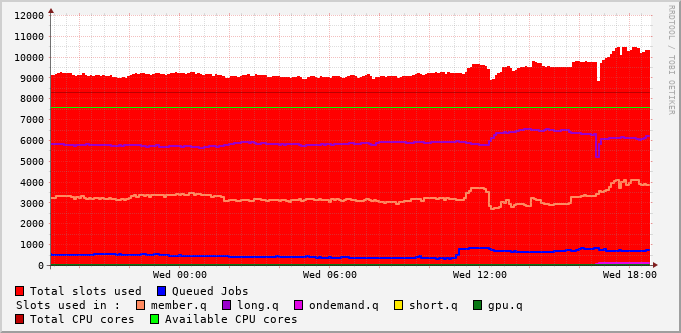 12000
11000
10000
9000
8000
7000
6000
5000
4000
3000
2000
1000
0
Wed 00:00 Wed 06:00 Wed 12:00 Wed 18:00
RRDTOOL / TOBI OETIKER
Total slots used Queued Jobs
Slots used in : member.q long.q ondemand.q short.q gpu.q
Total CPU cores Available CPU cores